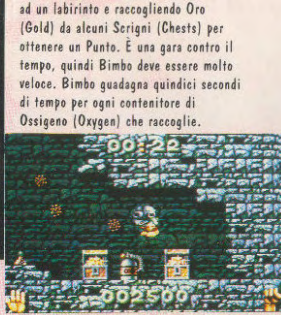 ad un labirinto e raccogliendo Oro
(Gold) da alcuni Scrigni (Chests) per
ottenere un Punto. È una gara contro il
tempo, quindi Bimbo deve essere molto
veloce. Bimbo guadagna quindici secondi
di tempo per ogni contenitore di
Ossigeno (Oxygen) che raccoglie.
00:22
002500